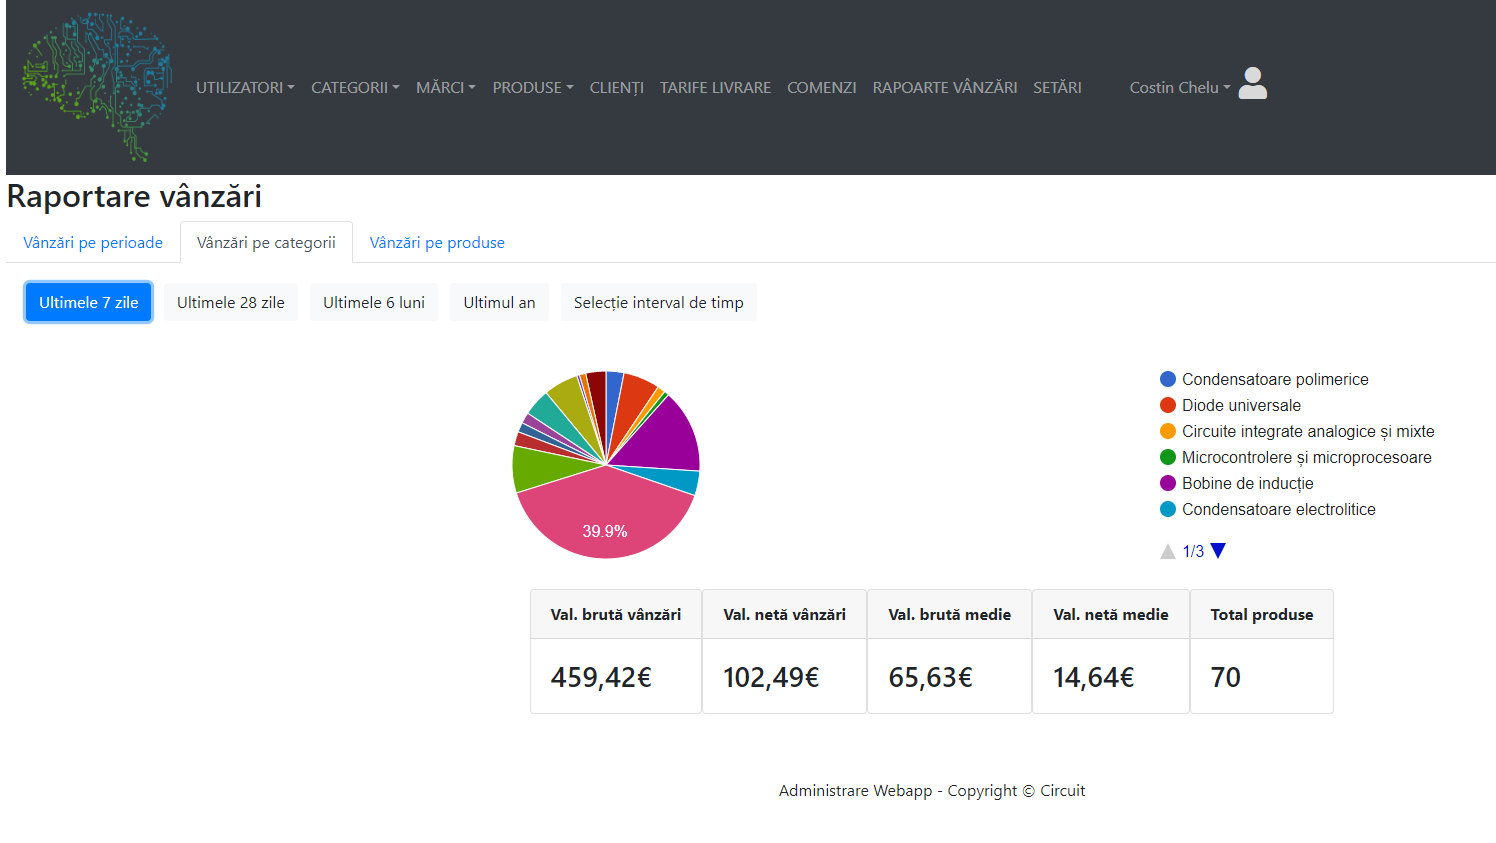 UTILIZATORI CATEGORII MĂRCI PRODUSE CLIENȚI TARIFE LIVRARE COMENZI RAPOARTE VÂNZĂRI SETĂRI Costin Chelu
Raportare vânzări
Vânzări pe perioade Vânzări pe categorii Vânzări pe produse
Ultimele 7 zile Ultimele 28 zile Ultimele 6 luni Ultimul an Selecție interval de timp
39.9%
Condensatoare polimerice
Diode universale
Circuite integrate analogice și mixte
Microcontrolere și microprocesoare
Bobine de inducție
Condensatoare electrolitice
1/3
Val. brută vânzări Val. netă vânzări Val. brută medie Val. netă medie Total produse
459,42€ 102,49€ 65,63€ 14,64€ 70
Administrare Webapp - Copyright © Circuit